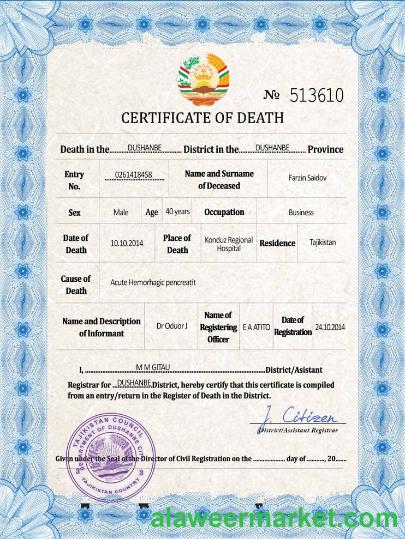 № 513610
CERTIFICATE OF DEATH
Death in the DUSHANBE District in the DUSHANBE Province
Entry No. 0261418458 Name and Surname of Deceased Farzin Saidov
Sex Male Age 40 years Occupation Business
Date of Death 10.10.2014 Place of Death Konduz Regional Hospital Residence Tajikistan
Cause of Death Acute Hemorhagic pencreatit
Name and Description of Informant Dr Oduor J Name of Registering Officer E A ATITO Date of Registration 24.10.2014
I, M M GITAU District/Asistant
Registrar for DUSHANBE District, hereby certify that this certificate is compiled
from an entry/return in the Register of Death in the District.
J. Citizen
District/Assistant Registrar
Given under the Seal of the Director of Civil Registration on the ............... day of ........., 20.....
TAJIKISTAN COUNCIL
DEPARTMENT OF DUSHANBE
TAJIKISTAN COUNTRY
alaweermarket.com